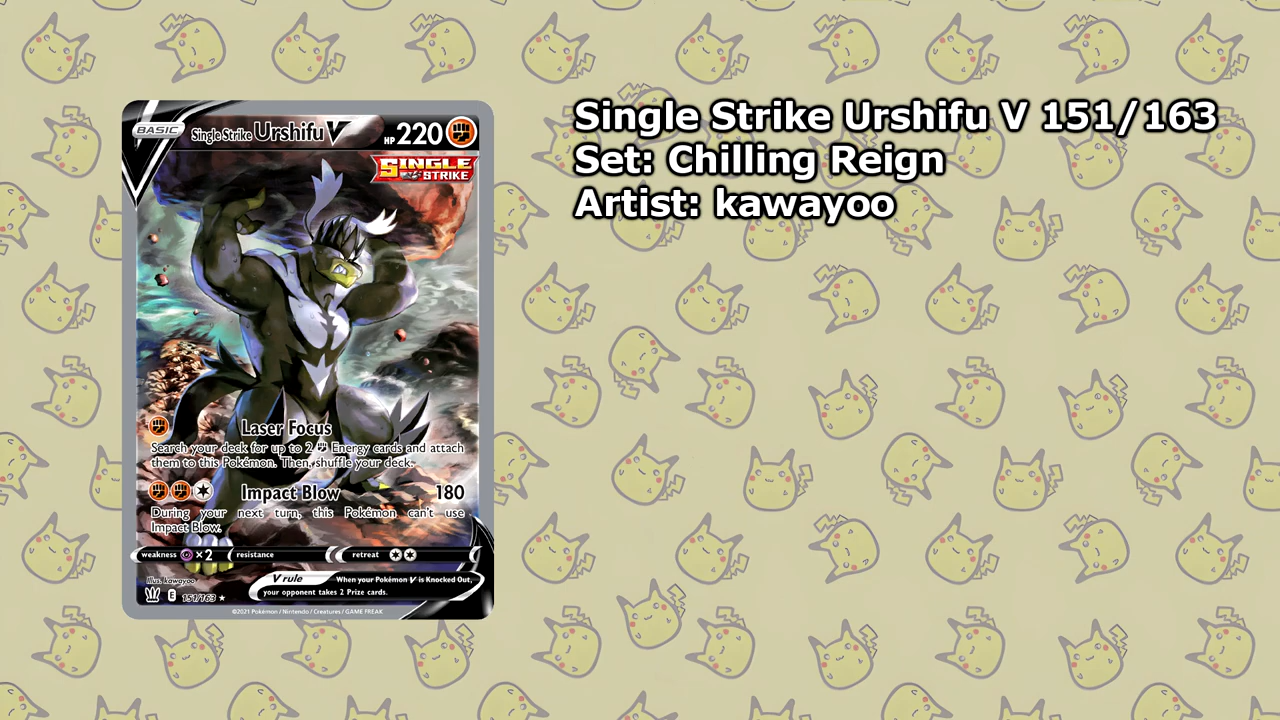 Single Strike Urshifu V 151/163
Set: Chilling Reign
Artist: kawayoo
BASIC
Single Strike Urshifu V
HP 220
SINGLE
STRIKE
Laser Focus
Search your deck for up to 2 Energy cards and attach
them to this Pokémon. Then, shuffle your deck.
Impact Blow 180
During your next turn, this Pokémon can't use
Impact Blow.
weakness ×2 resistance retreat
Illus. kawayoo
V rule When your Pokémon V is Knocked Out,
your opponent takes 2 Prize cards.
E 151/163 ★
©2021 Pokémon / Nintendo / Creatures / GAME FREAK